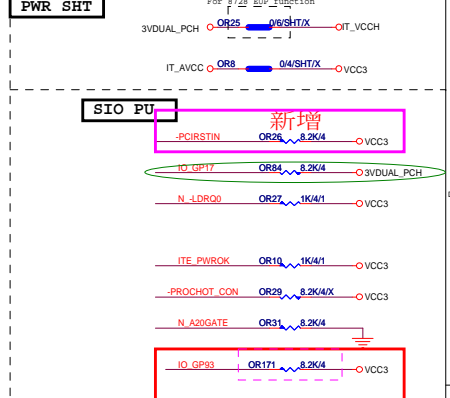 PWR SHT
For 8728 EUP function
3VDUAL_PCH OR25 0/6/SHT/X IT_VCCH
IT_AVCC OR8 0/4/SHT/X VCC3
SIO PU
新增
-PCIRSTIN OR26 8.2K/4 VCC3
IO_GP17 OR84 8.2K/4 3VDUAL_PCH
N_-LDRQ0 OR27 1K/4/1 VCC3
ITE_PWROK OR10 1K/4/1 VCC3
-PROCHOT_CON OR29 8.2K/4/X VCC3
N_A20GATE OR31 8.2K/4
IO_GP93 OR171 8.2K/4 VCC3